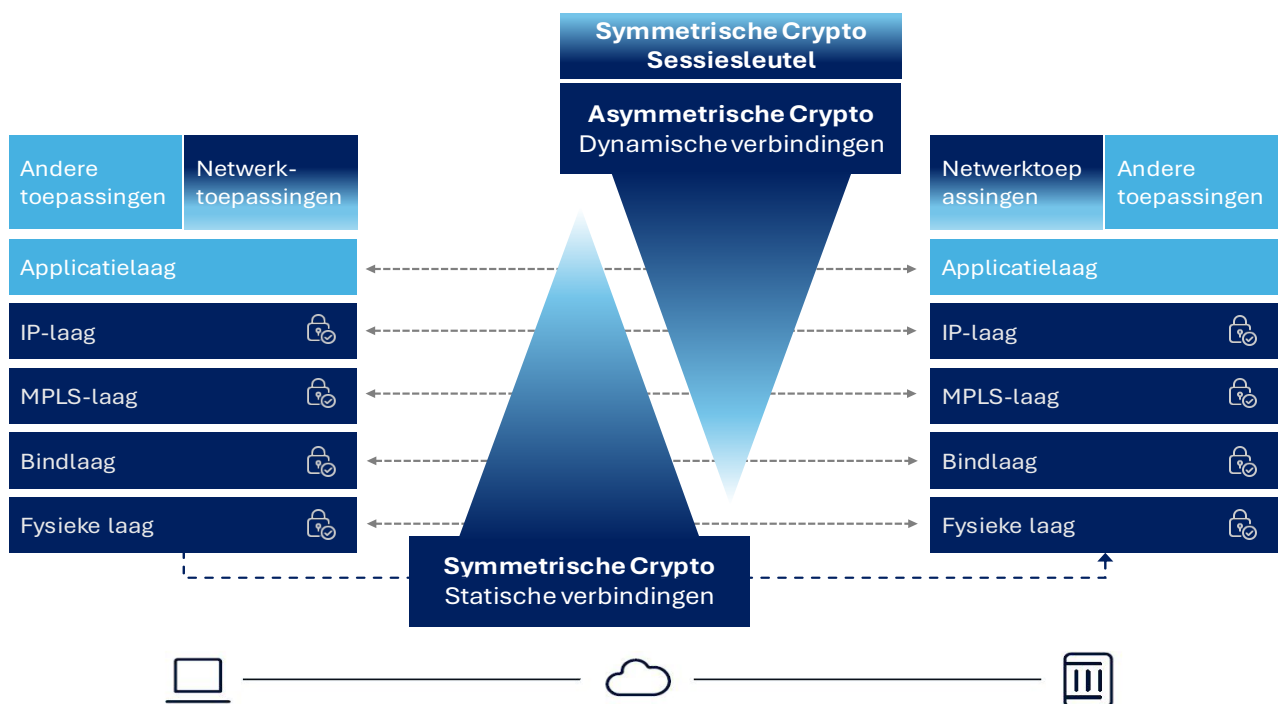 Symmetrische Crypto
Sessiesleutel
Asymmetrische Crypto
Dynamische verbindingen
Andere
toepassingen
Netwerk-
toepassingen
Applicatielaag
IP-laag
MPLS-laag
Bindlaag
Fysieke laag
Netwerktoep
assingen
Andere
toepassingen
Applicatielaag
IP-laag
MPLS-laag
Bindlaag
Fysieke laag
Symmetrische Crypto
Statische verbindingen